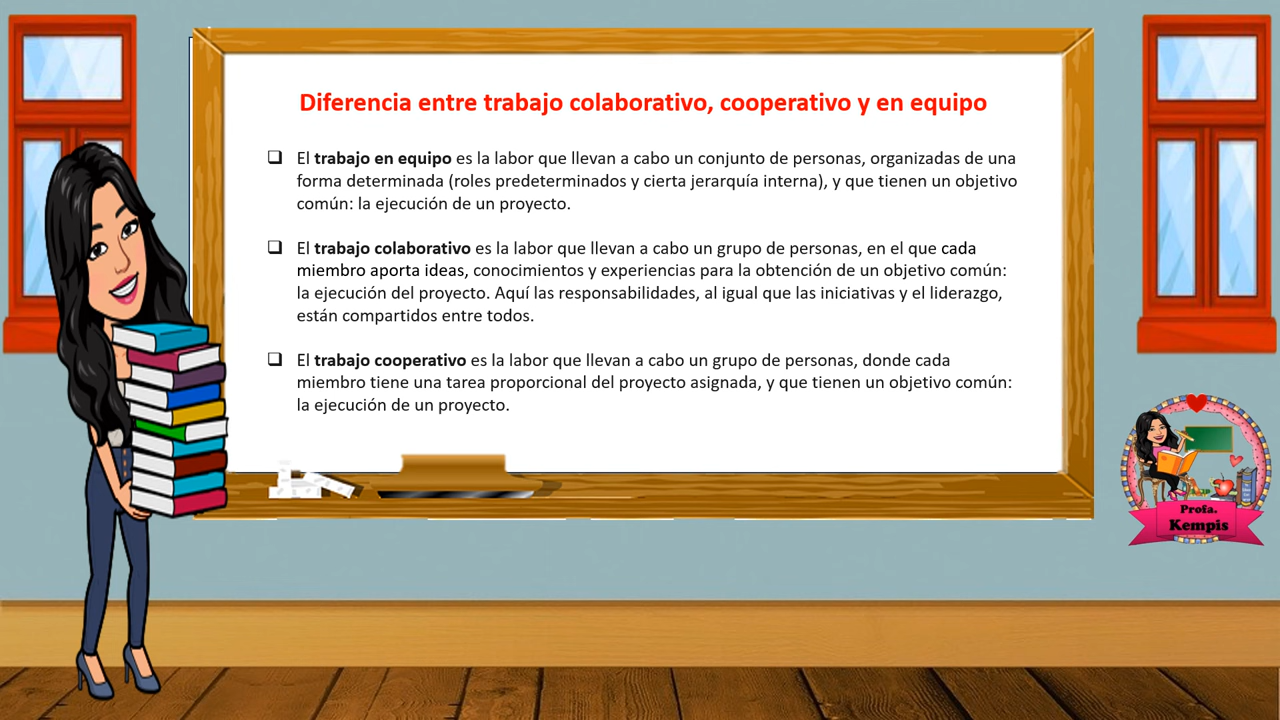 Diferencia entre trabajo colaborativo, cooperativo y en equipo
❑ El trabajo en equipo es la labor que llevan a cabo un conjunto de personas, organizadas de una
forma determinada (roles predeterminados y cierta jerarquía interna), y que tienen un objetivo
común: la ejecución de un proyecto.
❑ El trabajo colaborativo es la labor que llevan a cabo un grupo de personas, en el que cada
miembro aporta ideas, conocimientos y experiencias para la obtención de un objetivo común:
la ejecución del proyecto. Aquí las responsabilidades, al igual que las iniciativas y el liderazgo,
están compartidos entre todos.
❑ El trabajo cooperativo es la labor que llevan a cabo un grupo de personas, donde cada
miembro tiene una tarea proporcional del proyecto asignada, y que tienen un objetivo común:
la ejecución de un proyecto.
Profa.
Kempis